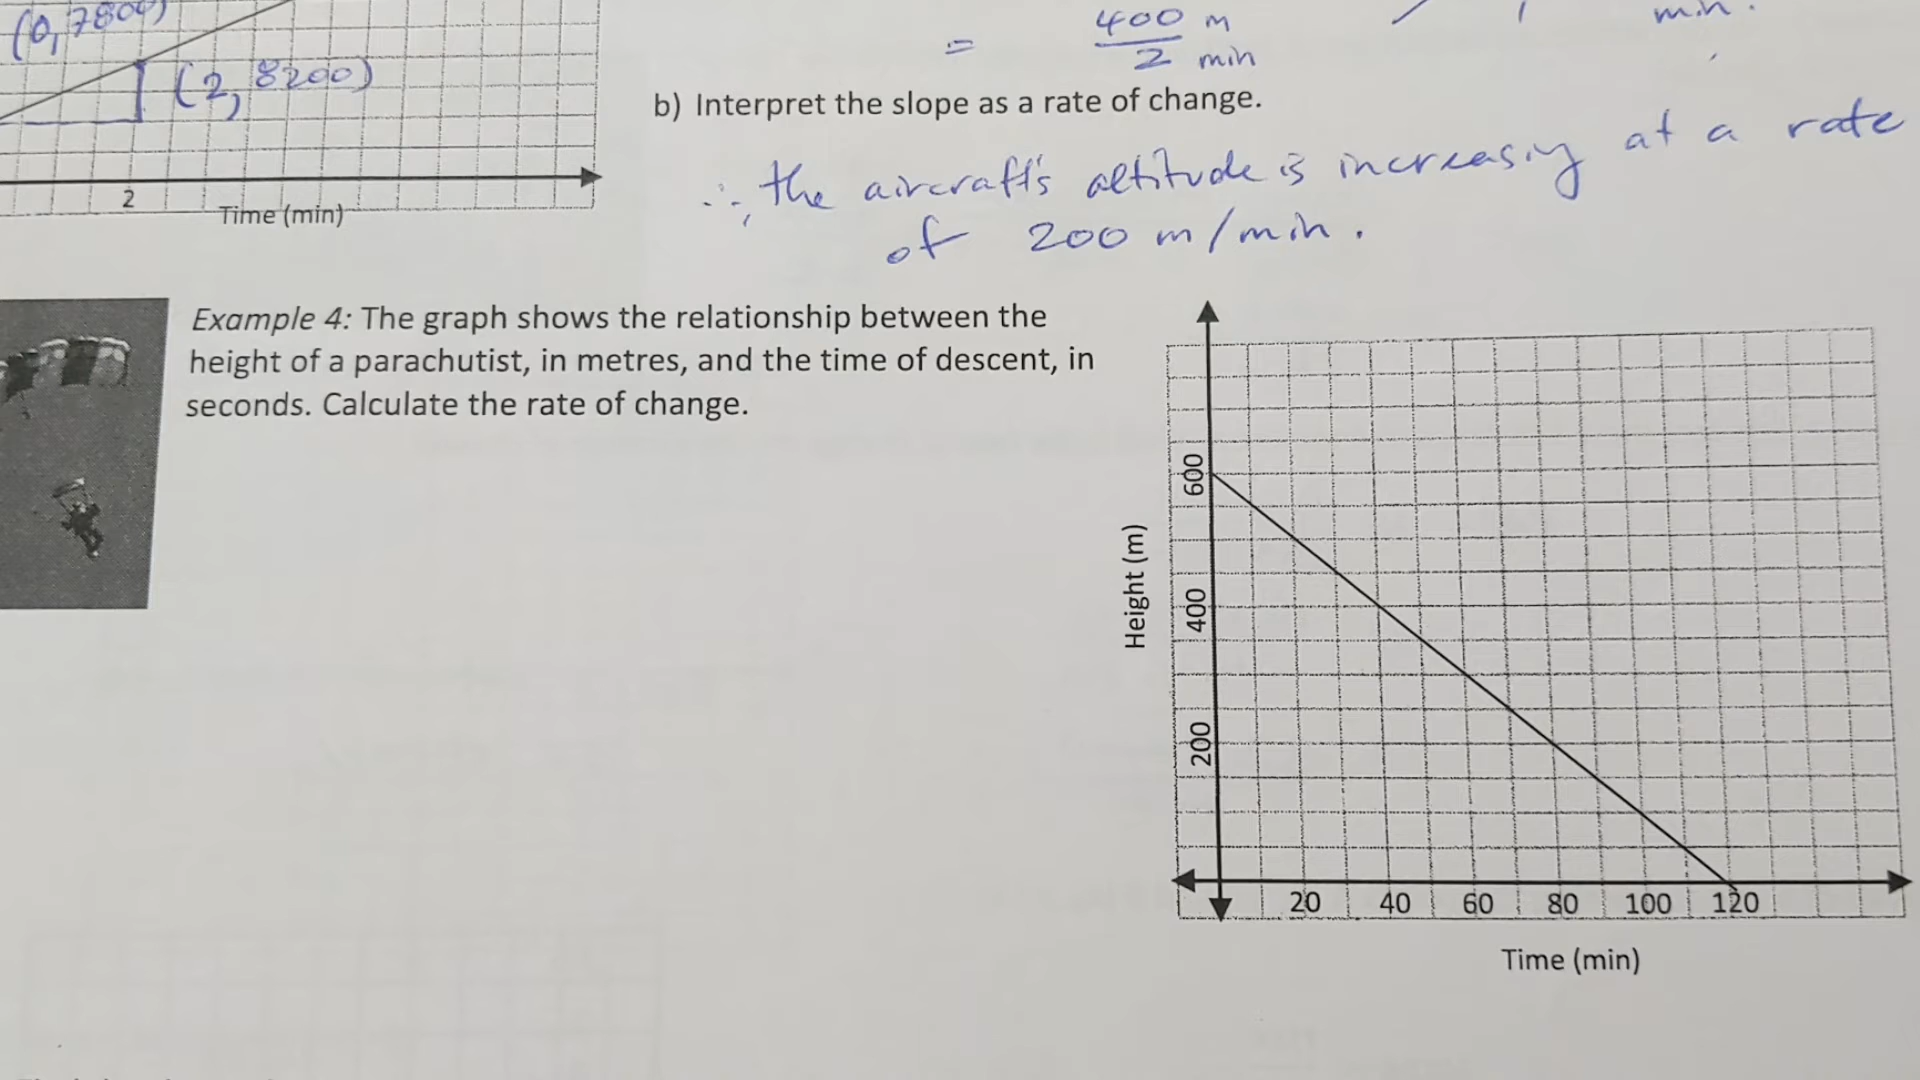 (0, 7800)
(2, 8200)
2
Time (min)
= 400 m
2 min
min.
b) Interpret the slope as a rate of change.
∴, the aircraft's altitude is increasing at a rate
of 200 m/min.
Example 4: The graph shows the relationship between the
height of a parachutist, in metres, and the time of descent, in
seconds. Calculate the rate of change.
Height (m)
600
400
200
20 40 60 80 100 120
Time (min)